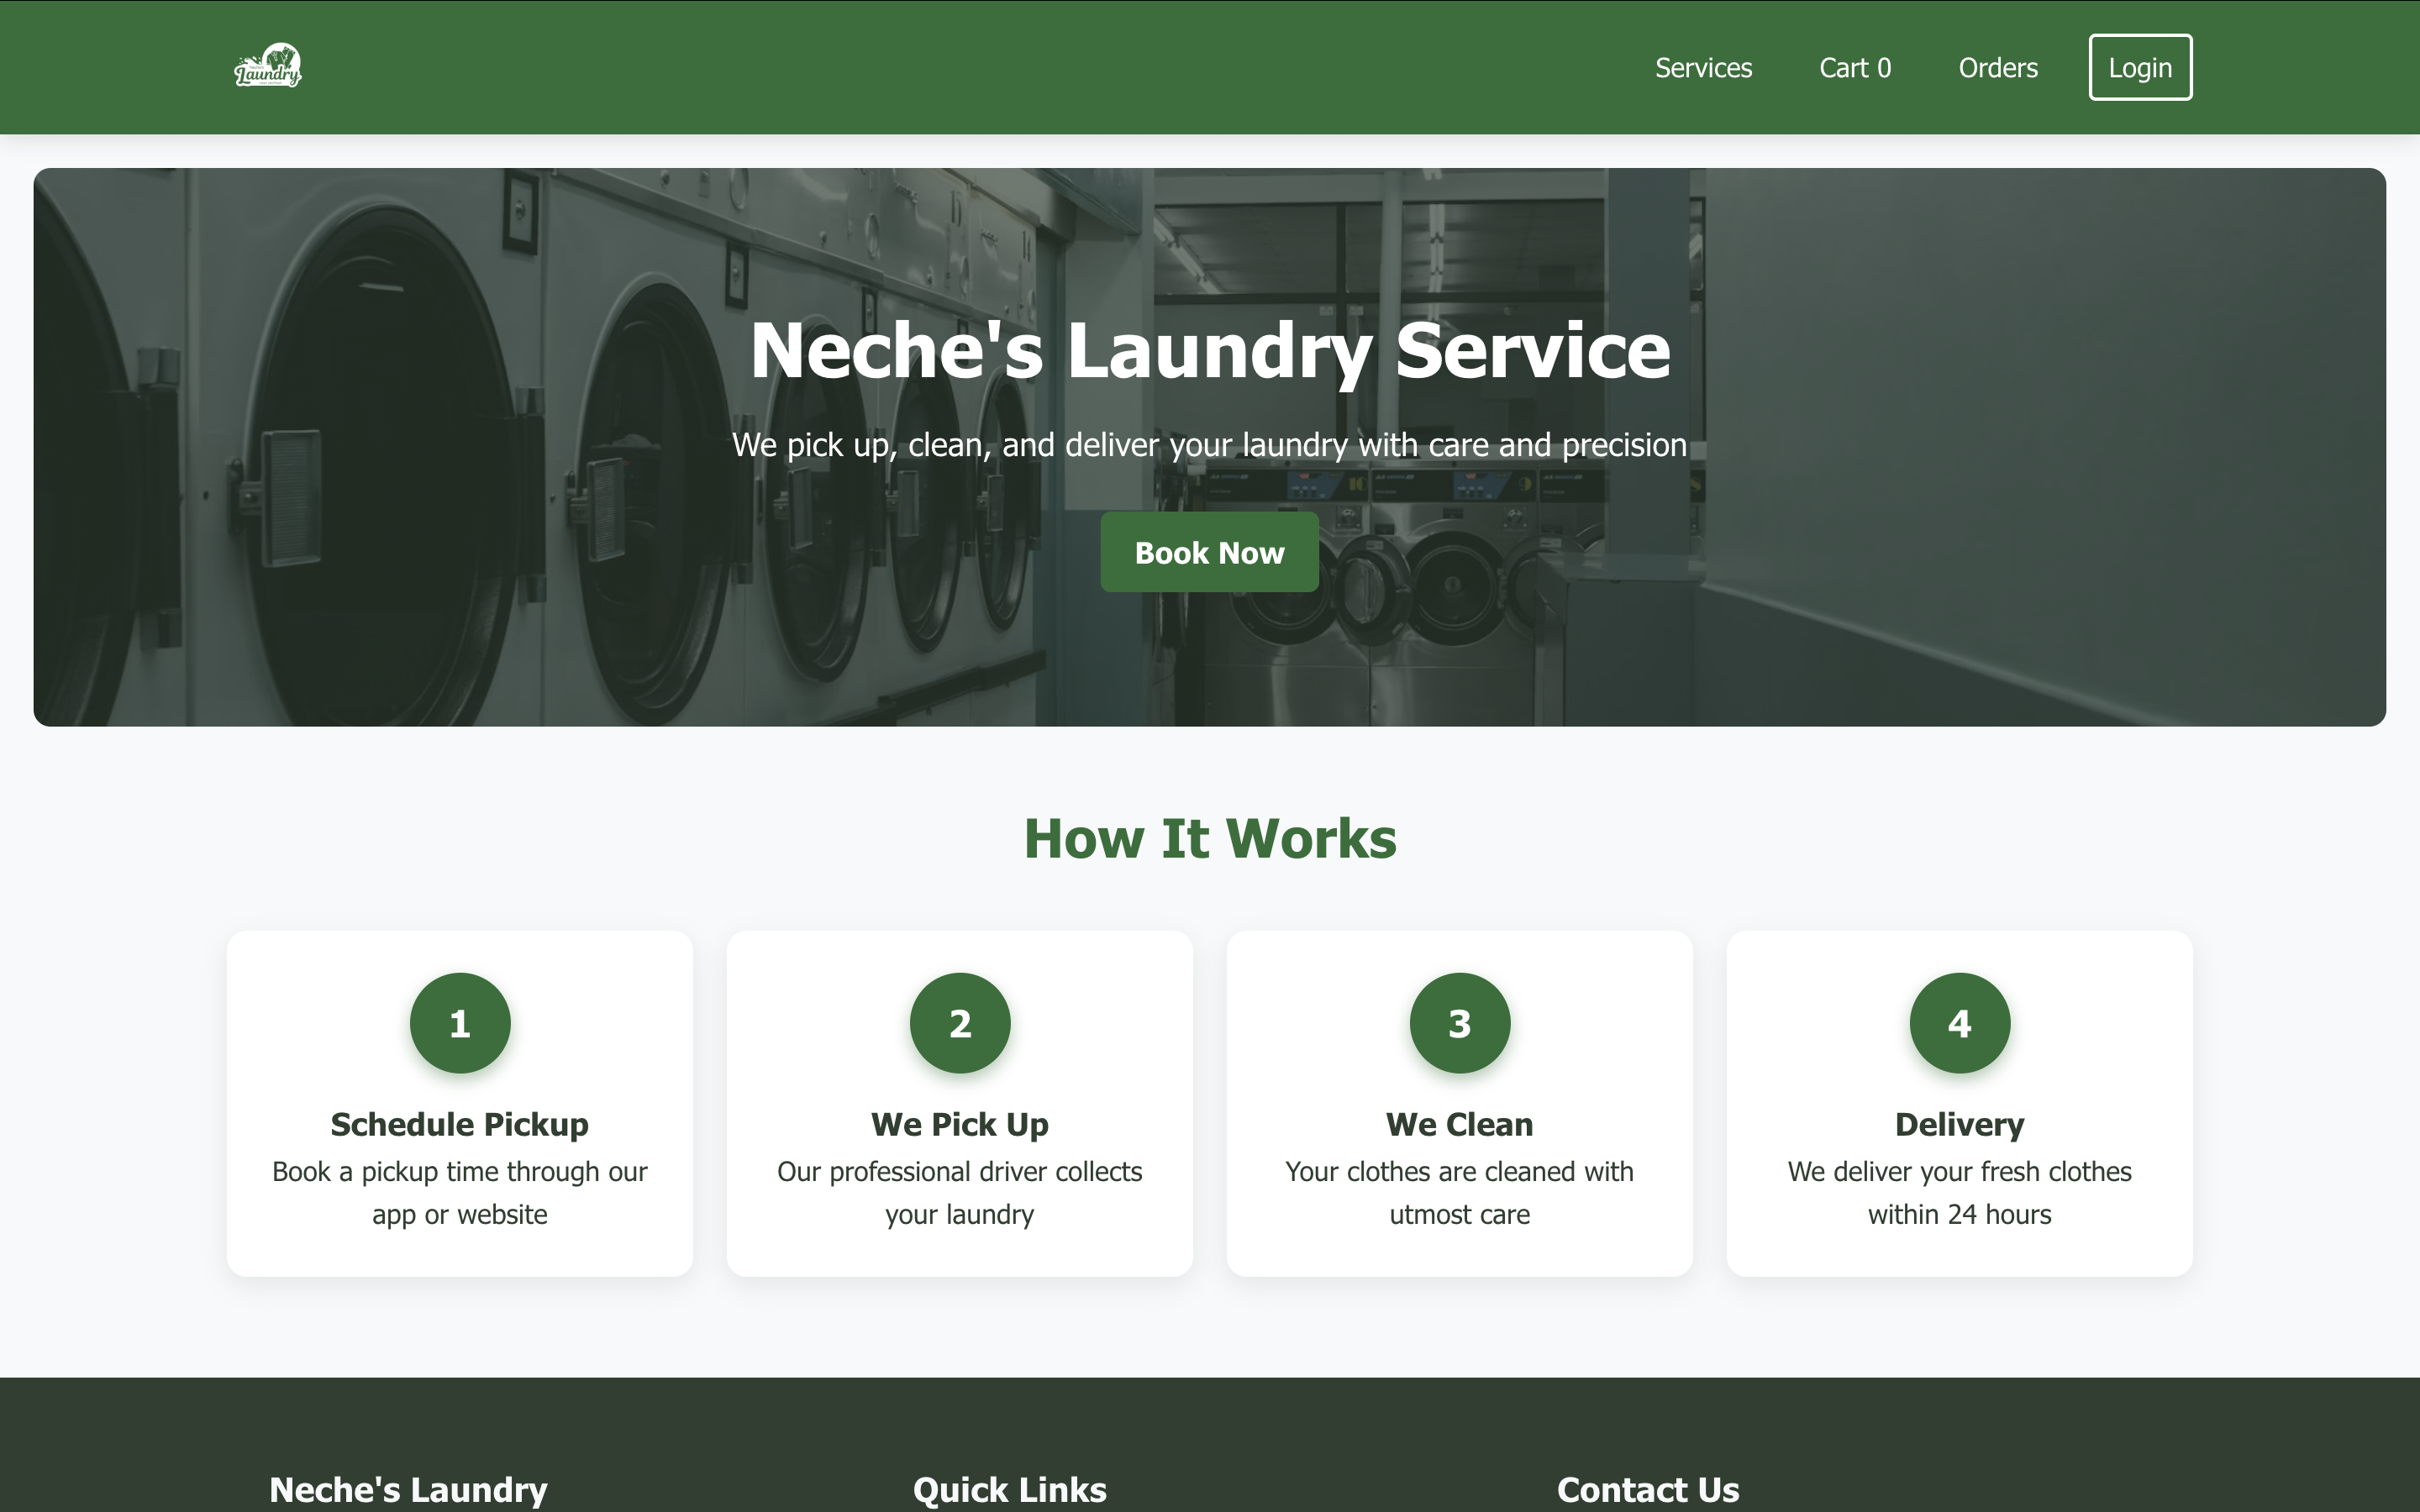 Laundry
Services
Cart 0
Orders
Login
Neche's Laundry Service
We pick up, clean, and deliver your laundry with care and precision
Book Now
How It Works
1
Schedule Pickup
Book a pickup time through our
app or website
2
We Pick Up
Our professional driver collects
your laundry
3
We Clean
Your clothes are cleaned with
utmost care
4
Delivery
We deliver your fresh clothes
within 24 hours
Neche's Laundry
Quick Links
Contact Us